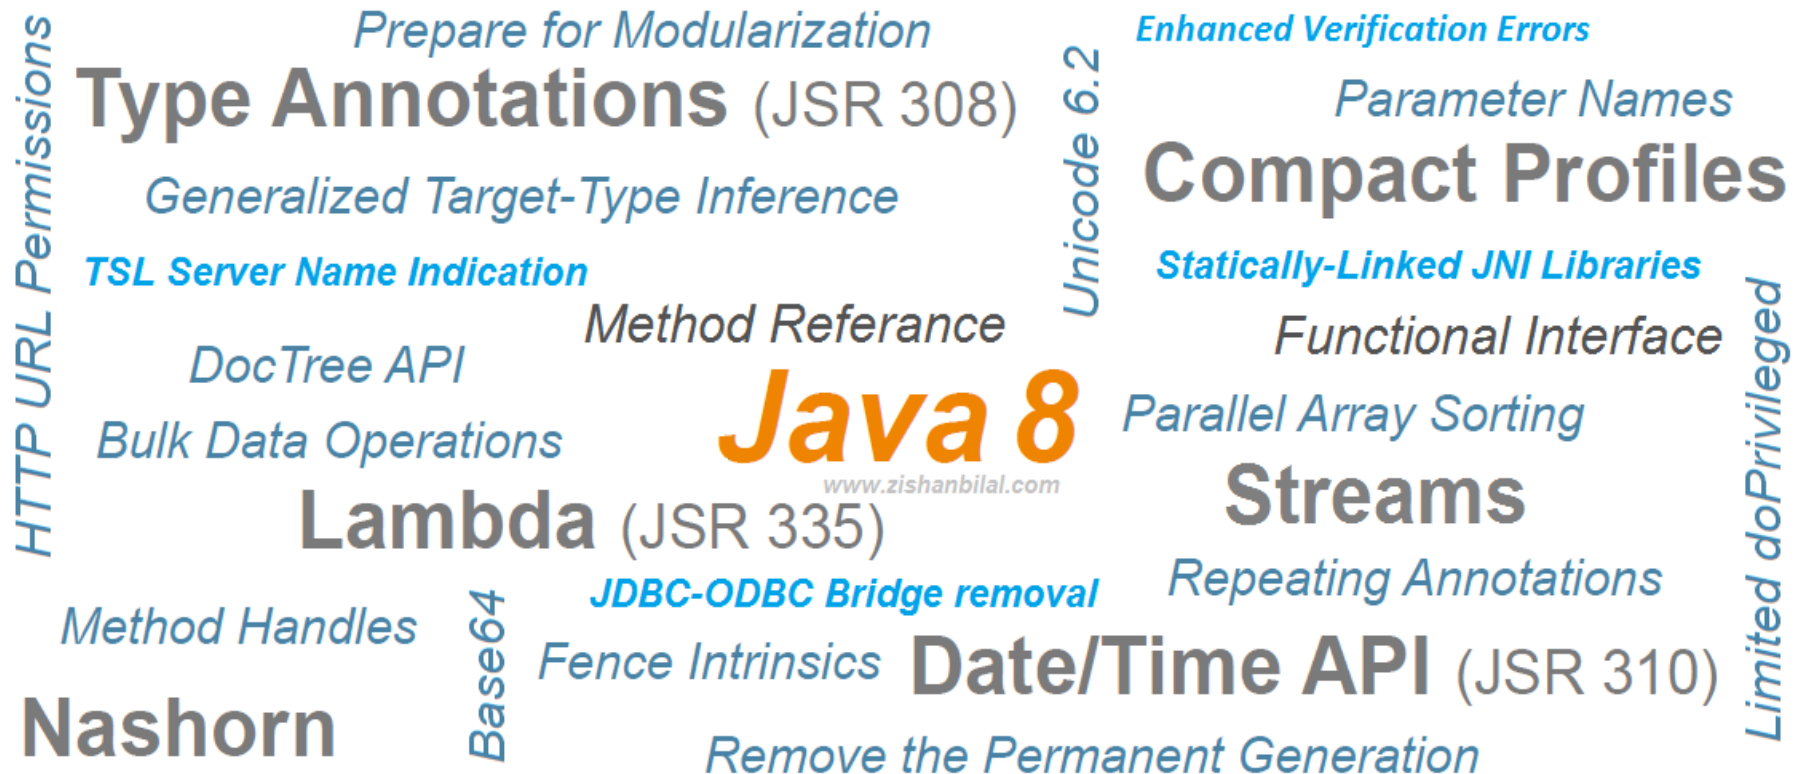 Prepare for Modularization
Enhanced Verification Errors
HTTP URL Permissions
Type Annotations (JSR 308)
Unicode 6.2
Parameter Names
Compact Profiles
Generalized Target-Type Inference
TSL Server Name Indication
Statically-Linked JNI Libraries
Method Referance
Functional Interface
Limited doPrivileged
DocTree API
Java 8
Parallel Array Sorting
Bulk Data Operations
www.zishanbilal.com
Streams
Lambda (JSR 335)
Repeating Annotations
JDBC-ODBC Bridge removal
Method Handles
Base64
Fence Intrinsics
Date/Time API (JSR 310)
Nashorn
Remove the Permanent Generation